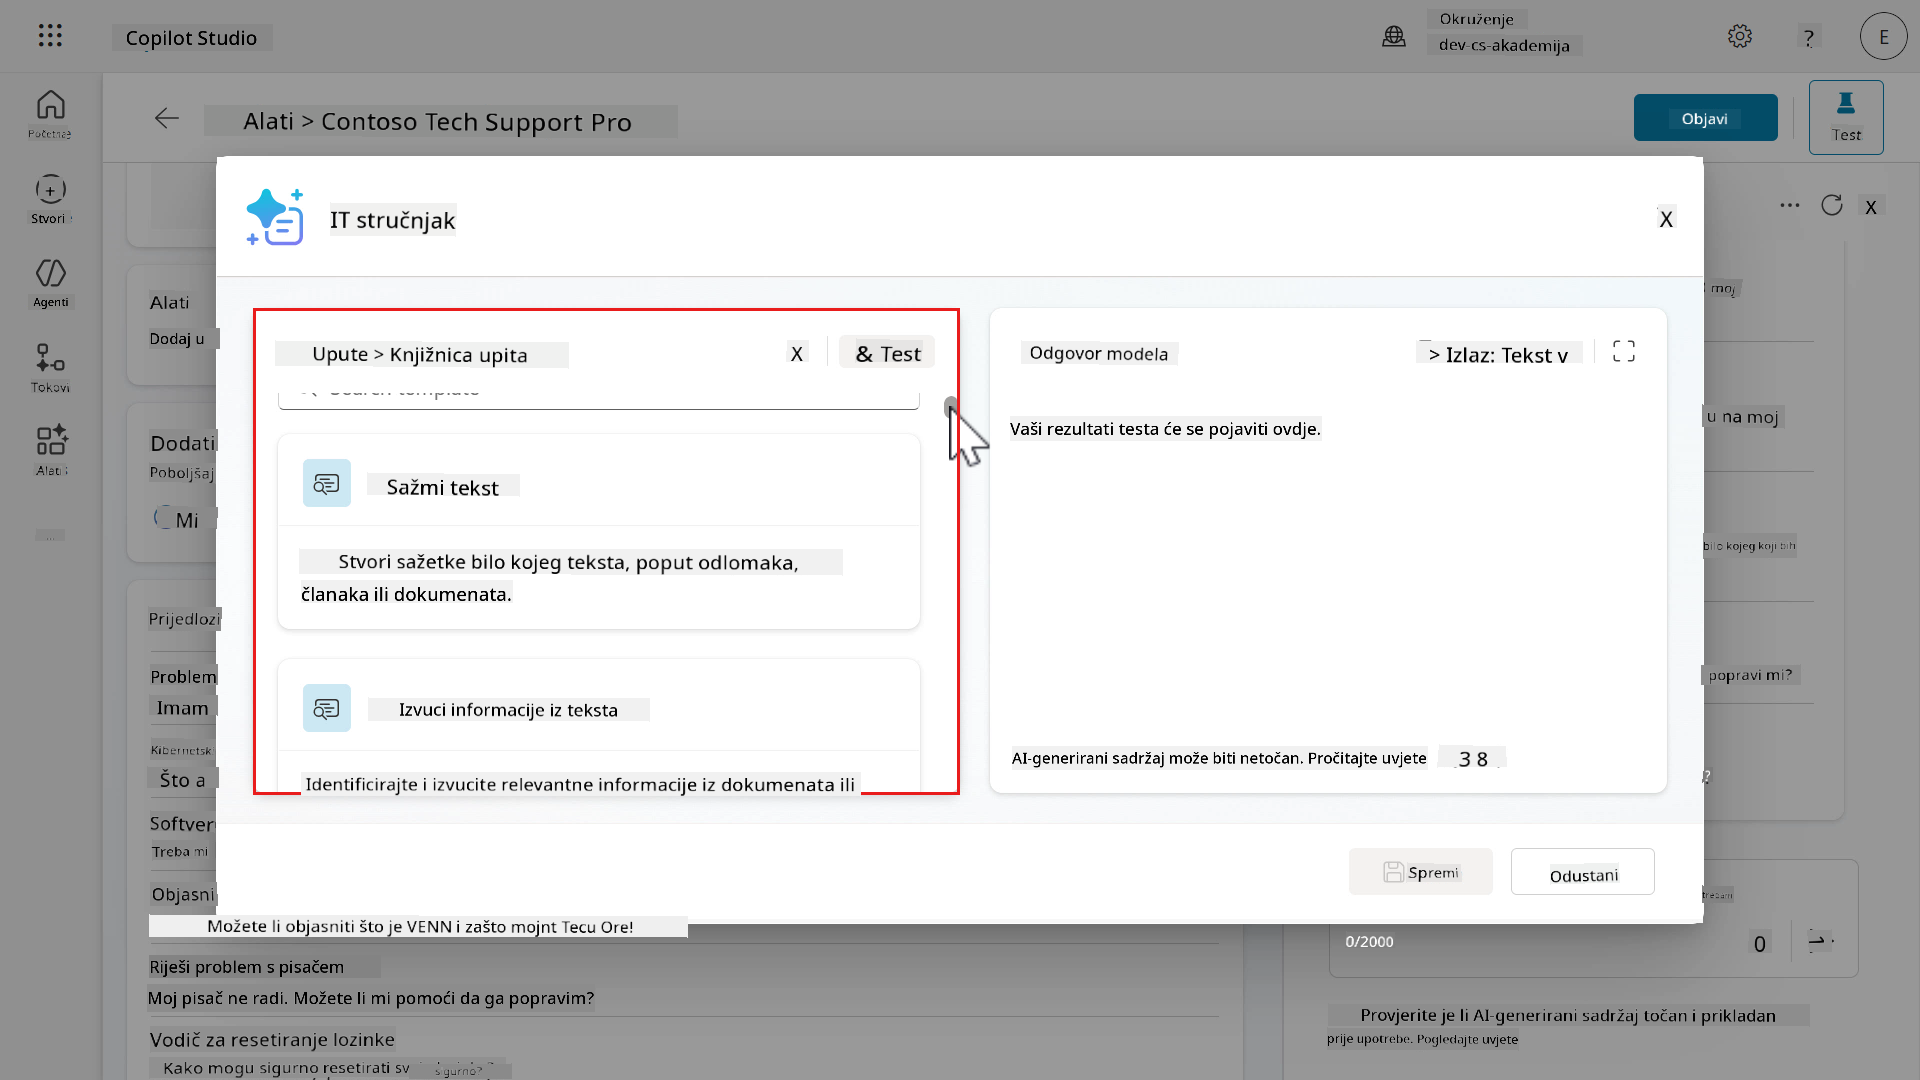 Copilot Studio
Okruženje
dev-cs-akademija
?
E
Alati > Contoso Tech Support Pro
Objavi
Test
Stvori
Agenti
Tokovi
Alati
IT stručnjak
X
X
Alati
Dodaj u
Dodati
Poboljšaj
Mi
Prijedlozi
Problem
Imam
Kibernetsk
Što a
Softver
Treba mi
Objasni
Upute > Knjižnica upita
X
& Test
Sažmi tekst
Stvori sažetke bilo kojeg teksta, poput odlomaka,
članaka ili dokumenata.
Izvuci informacije iz teksta
Identificirajte i izvucite relevantne informacije iz dokumenata ili
Odgovor modela
> Izlaz: Tekst v
Vaši rezultati testa će se pojaviti ovdje.
AI-generirani sadržaj može biti netočan. Pročitajte uvjete
3 8
moj
u na moj
bilo kojeg koji bih
popravi mi?
?
Spremi
Odustani
Možete li objasniti što je VENN i zašto mojnt Tecu Ore!
Riješi problem s pisačem
Moj pisač ne radi. Možete li mi pomoći da ga popravim?
Vodič za resetiranje lozinke
Kako mogu sigurno resetirati
sigurno?
0/2000
0
Provjerite je li AI-generirani sadržaj točan i prikladan
prije upotrebe. Pogledajte uvjete